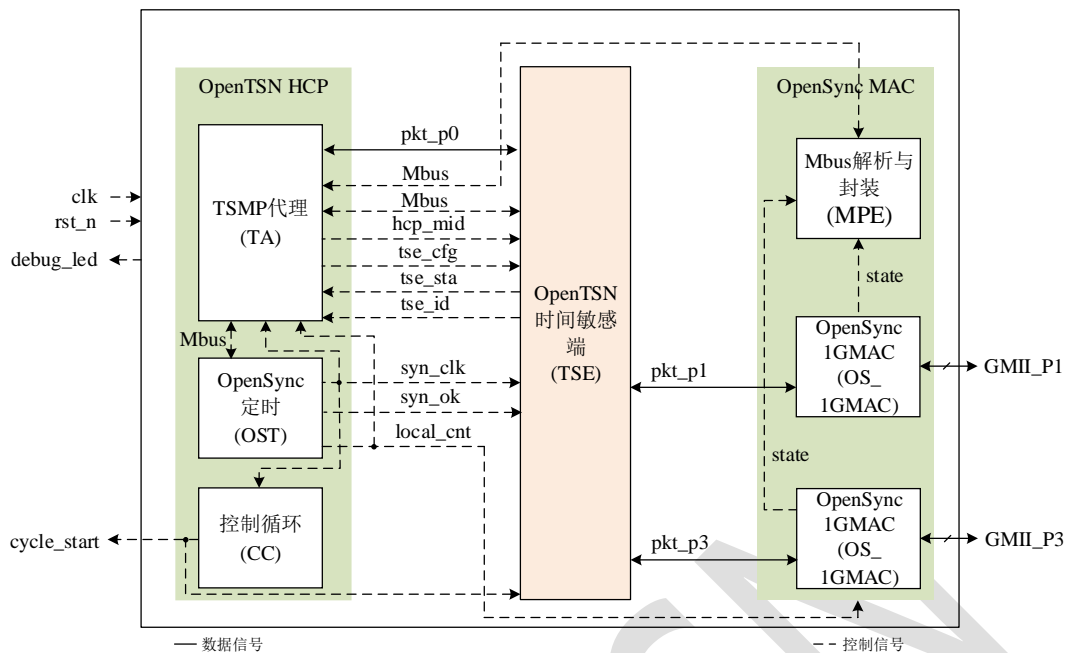 clk
rst_n
debug_led
cycle_start
OpenTSN HCP
TSMP代理
(TA)
Mbus
OpenSync
定时
(OST)
控制循环
(CC)
pkt_p0
Mbus
Mbus
hcp_mid
tse_cfg
tse_sta
tse_id
syn_clk
syn_ok
local_cnt
OpenTSN
时间敏感
端
(TSE)
pkt_p1
pkt_p3
OpenSync MAC
Mbus解析与
封装
(MPE)
state
OpenSync
1GMAC
(OS_
1GMAC)
state
OpenSync
1GMAC
(OS_
1GMAC)
GMII_P1
GMII_P3
数据信号
控制信号